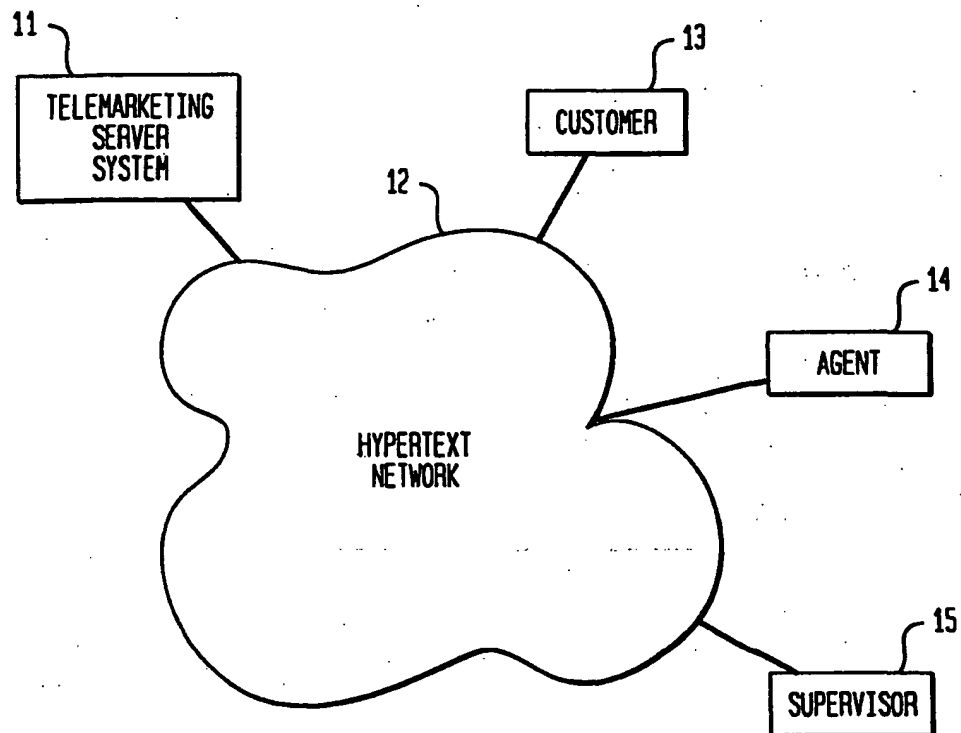 11
TELEMARKETING
SERVER
SYSTEM
13
CUSTOMER
12
14
AGENT
HYPERTEXT
NETWORK
15
SUPERVISOR